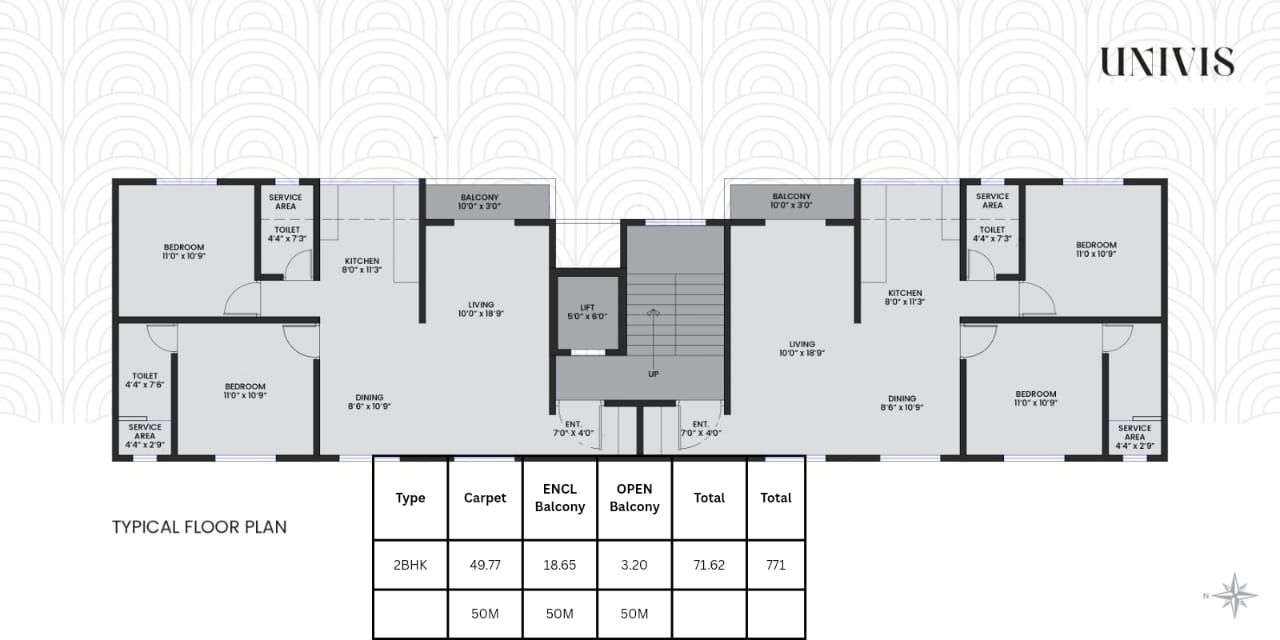 UNIVIS
BALCONY
10'0" x 3'0"
BALCONY
10'0" x 3'0"
SERVICE
AREA
TOILET
4'4" x 7'3"
SERVICE
AREA
TOILET
4'4" x 7'3"
BEDROOM
11'0" x 10'9"
KITCHEN
8'0" x 11'3"
BEDROOM
11'0 x 10'9"
KITCHEN
8'0" x 11'3"
LIVING
10'0" x 18'9"
LIFT
5'0" x 6'0"
LIVING
10'0" x 18'9"
UP
TOILET
4'4" x 7'6"
BEDROOM
11'0" x 10'9"
DINING
8'6" x 10'9"
DINING
8'6" x 10'9"
BEDROOM
11'0" x 10'9"
SERVICE
AREA
4'4" x 2'9"
ENT.
7'0" X 4'0"
ENT.
7'0" X 4'0"
SERVICE
AREA
4'4" x 2'9"
TYPICAL FLOOR PLAN
Type Carpet ENCL Balcony OPEN Balcony Total Total
2BHK 49.77 18.65 3.20 71.62 771
50M 50M 50M
N